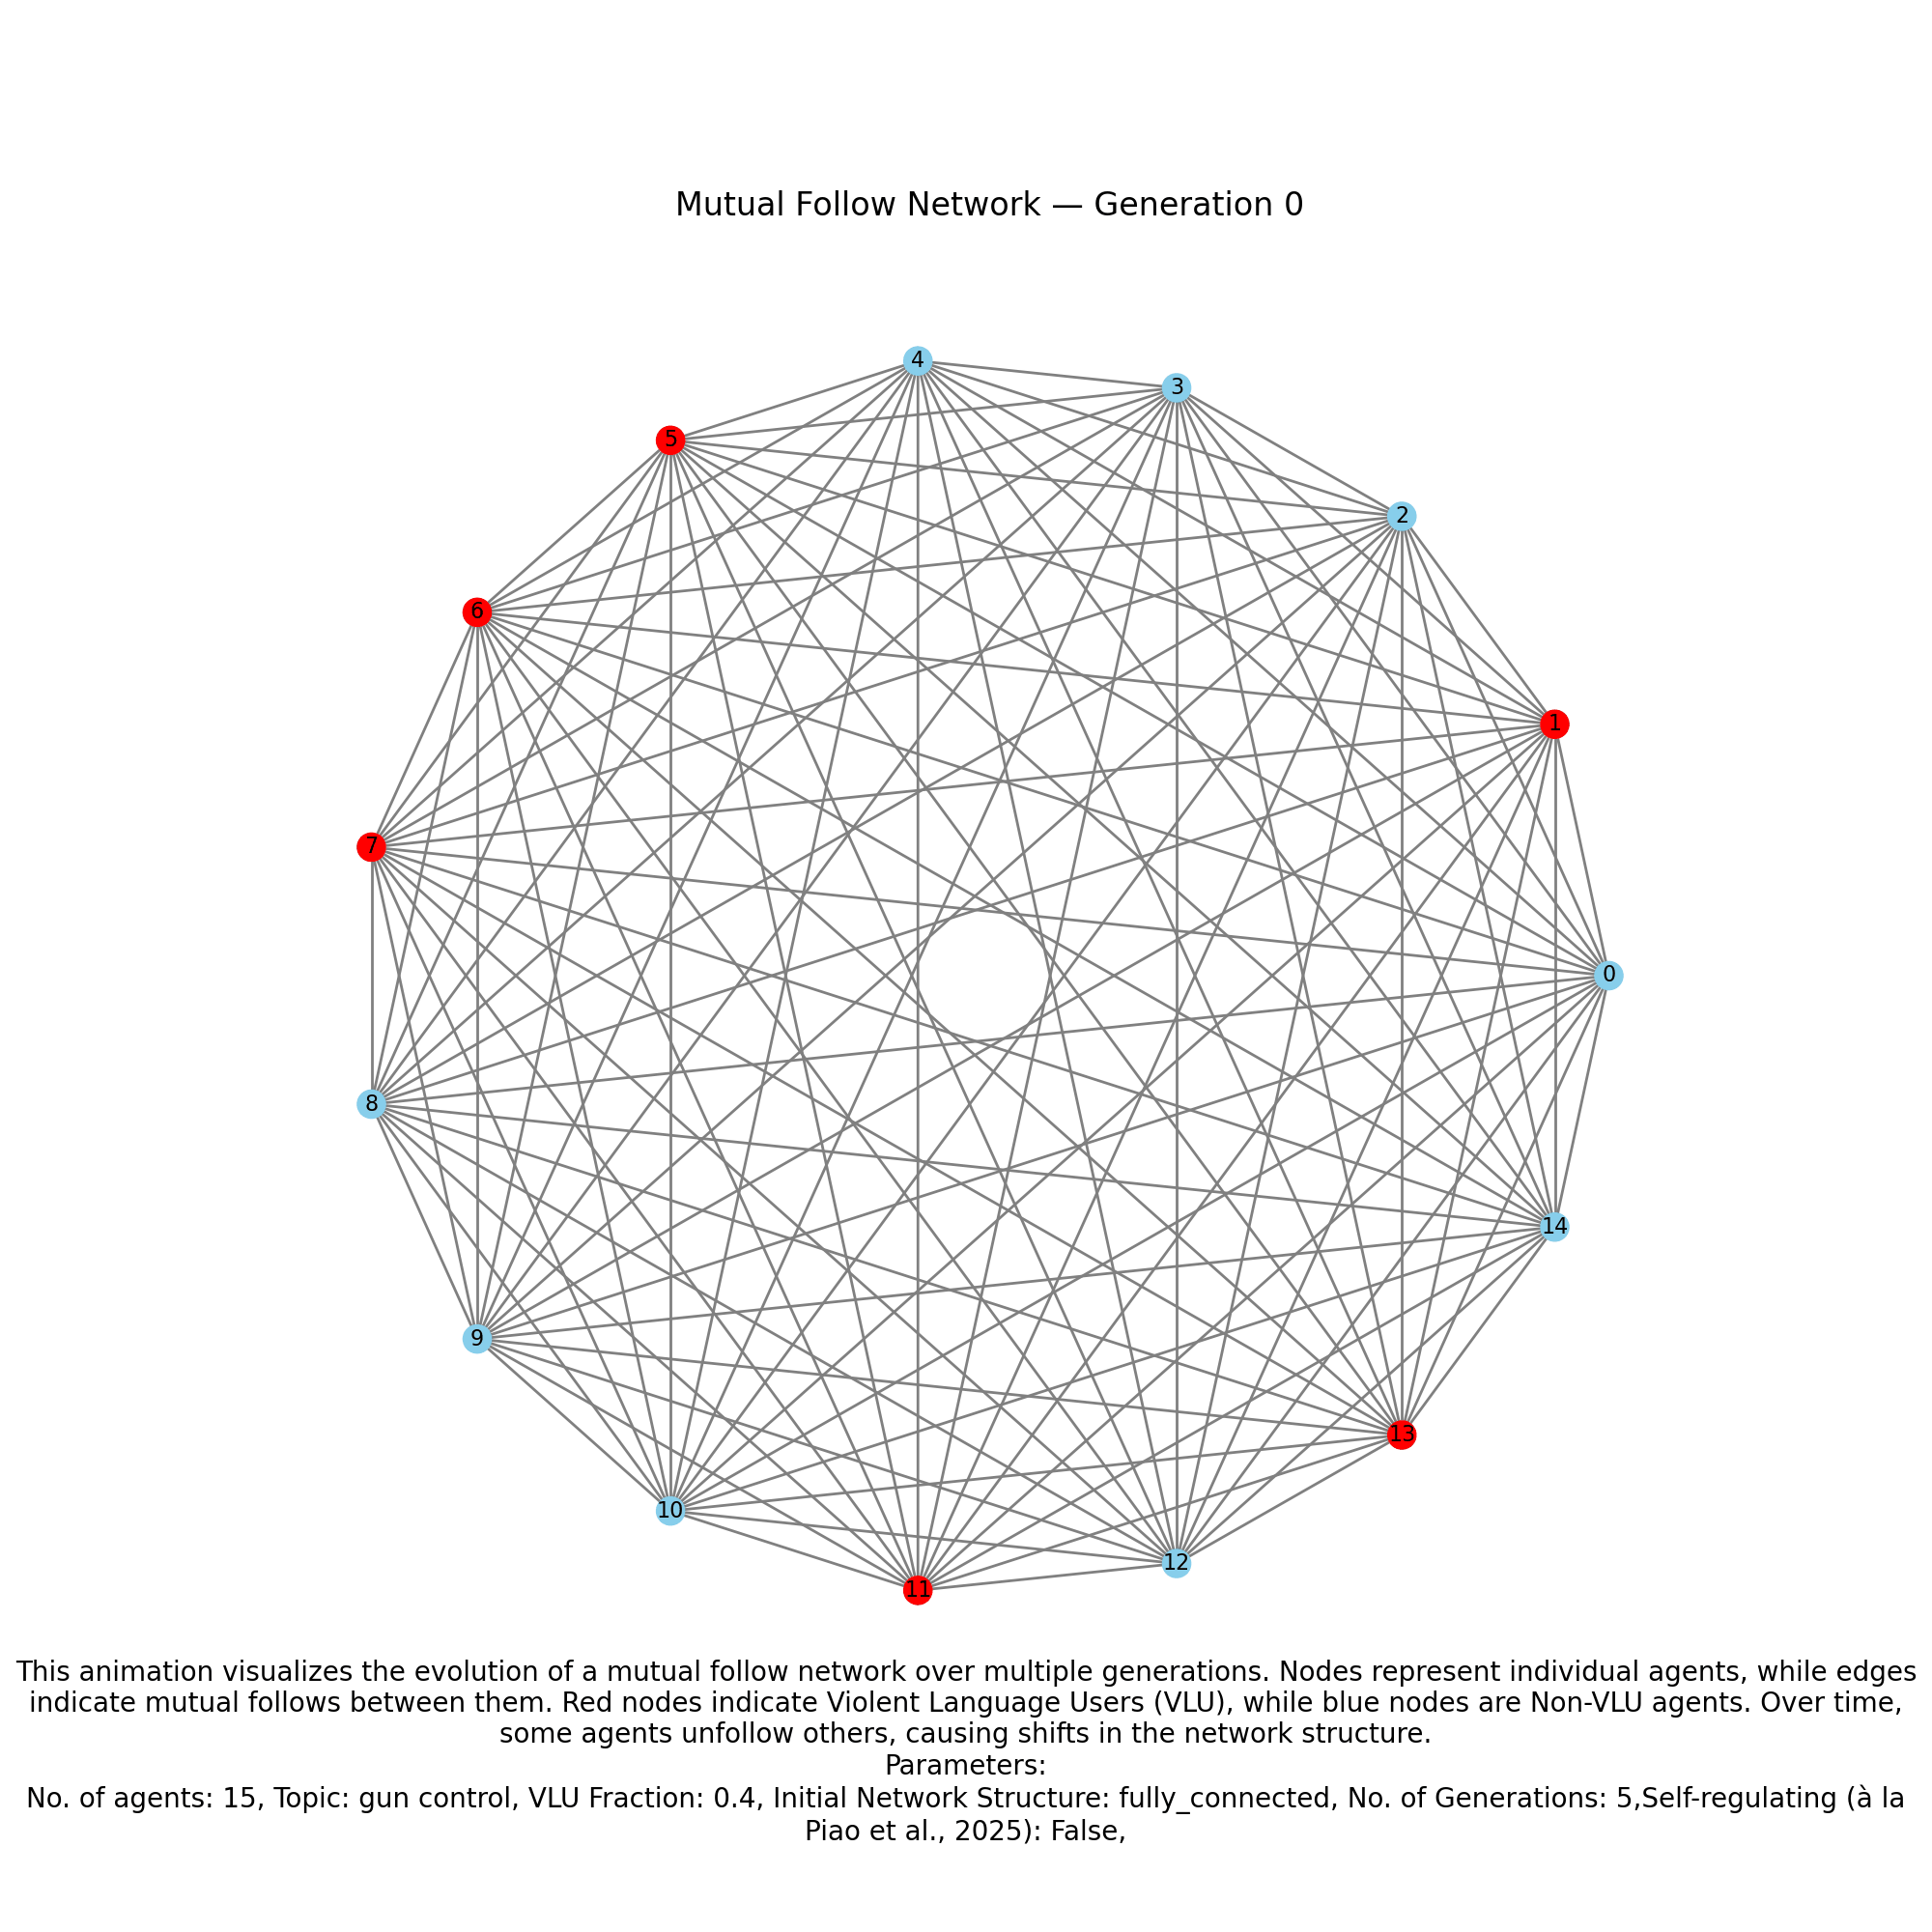 Mutual Follow Network — Generation 0
4
3
5
2
6
1
7
0
8
14
9
13
10
12
11
This animation visualizes the evolution of a mutual follow network over multiple generations. Nodes represent individual agents, while edges
indicate mutual follows between them. Red nodes indicate Violent Language Users (VLU), while blue nodes are Non-VLU agents. Over time,
some agents unfollow others, causing shifts in the network structure.
Parameters:
No. of agents: 15, Topic: gun control, VLU Fraction: 0.4, Initial Network Structure: fully_connected, No. of Generations: 5,Self-regulating (à la
Piao et al., 2025): False,